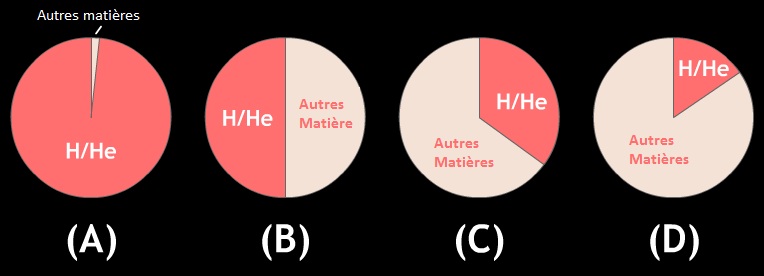 Autres matières
H/He
H/He
Autres
Matière
H/He
Autres
Matières
H/He
Autres
Matières
(A)
(B)
(C)
(D)